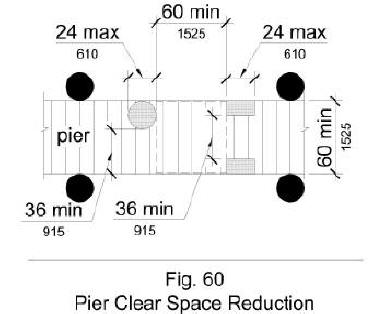 60 min
1525
24 max
610
24 max
610
pier
60 min
1525
36 min
915
36 min
915
Fig. 60
Pier Clear Space Reduction